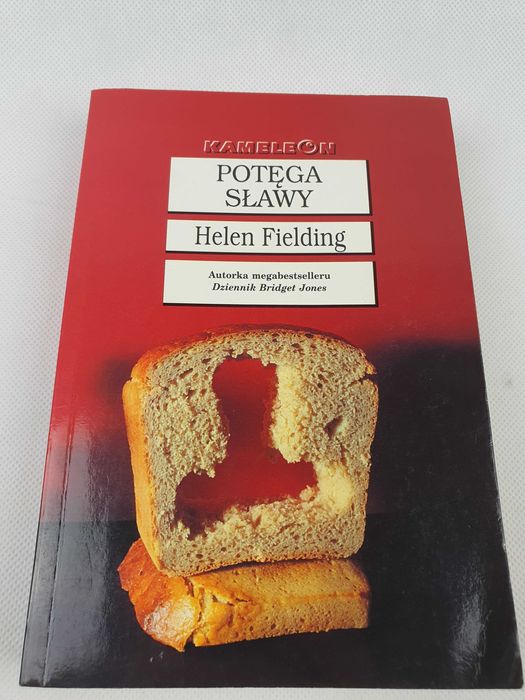 KAMELEON
POTĘGA
SŁAWY
Helen Fielding
Autorka megabestselleru
Dziennik Bridget Jones